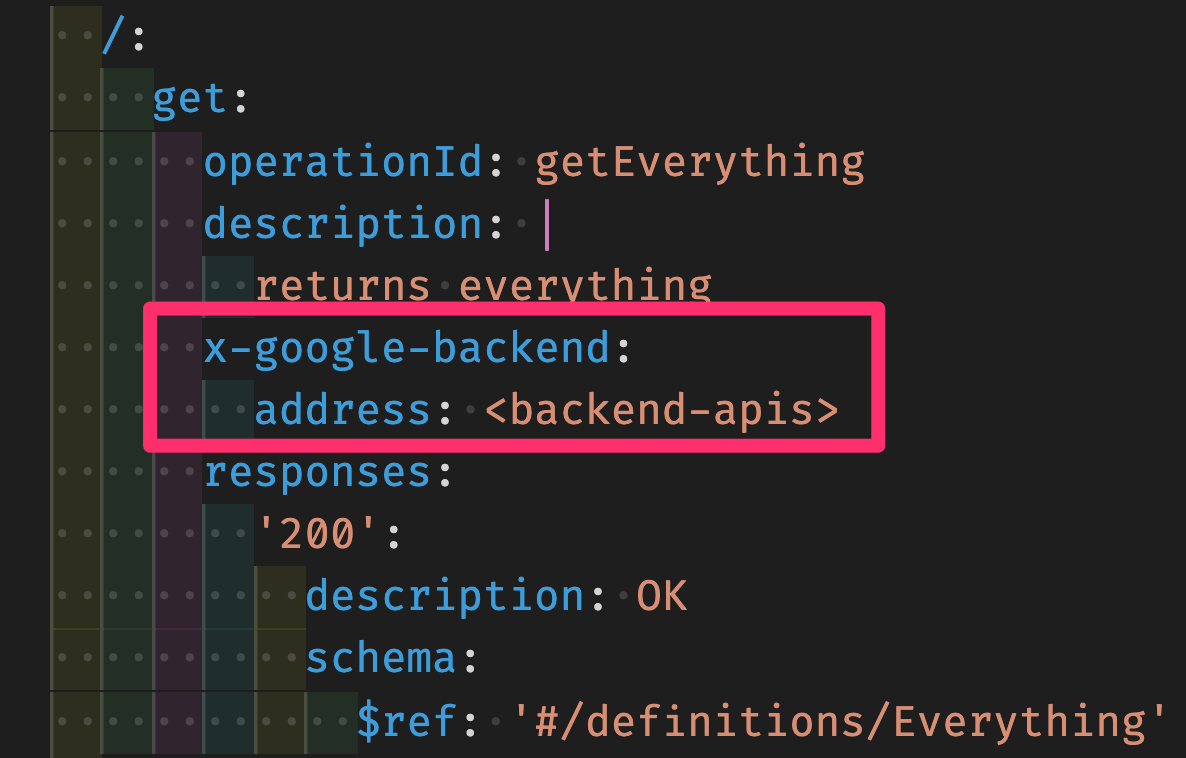 /:
get:
operationId: getEverything
description: |
returns everything
x-google-backend:
address: <backend-apis>
responses:
'200':
description: OK
schema:
$ref: '#/definitions/Everything'